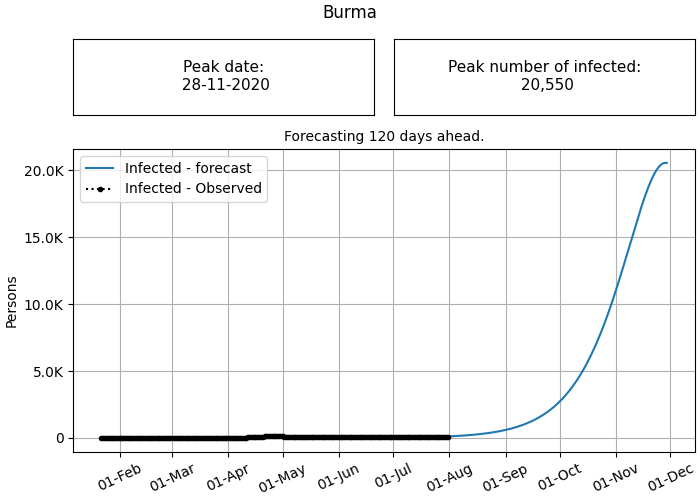 Burma
Peak date:
28-11-2020
Peak number of infected:
20,550
Forecasting 120 days ahead.
Infected - forecast
Infected - Observed
Persons
20.0K
15.0K
10.0K
5.0K
0
01-Feb
01-Mar
01-Apr
01-May
01-Jun
01-Jul
01-Aug
01-Sep
01-Oct
01-Nov
01-Dec